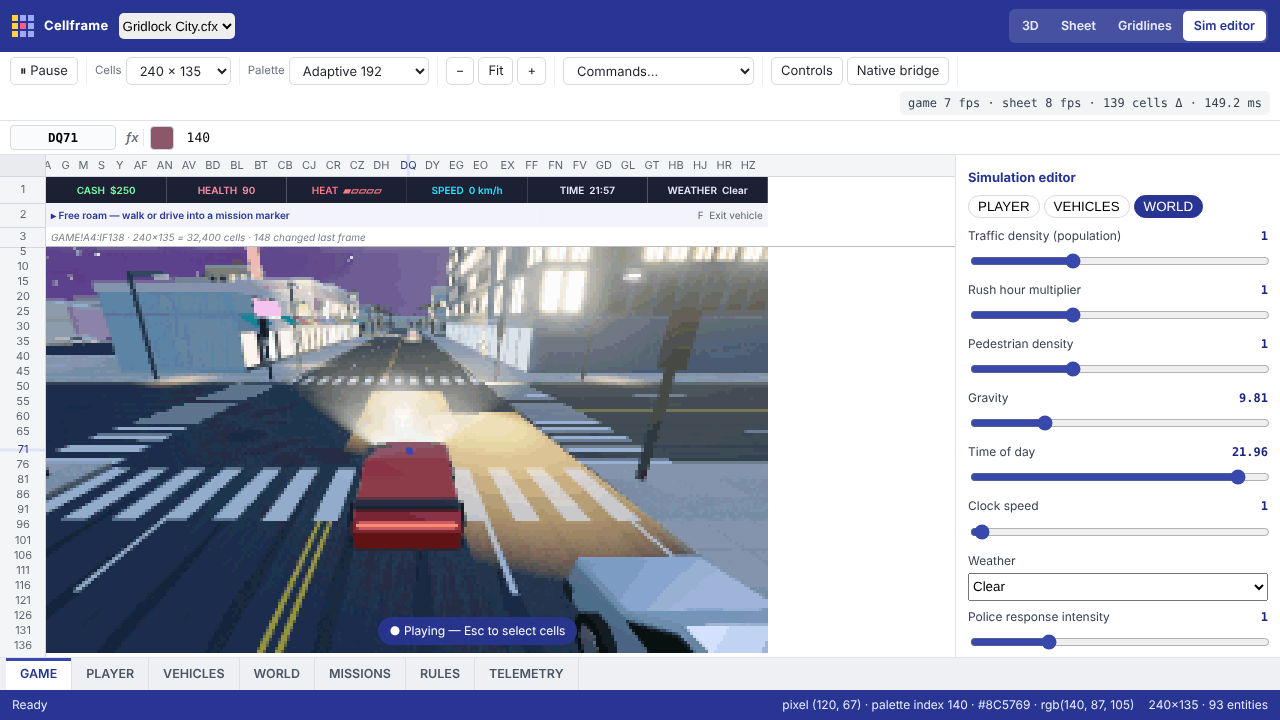 Cellframe Gridlock City.cfx 3D Sheet Gridlines Sim editor
⏸ Pause Cells 240 × 135 Palette Adaptive 192 − Fit + Commands... Controls Native bridge
game 7 fps · sheet 8 fps · 139 cells Δ · 149.2 ms
DQ71 fx 140
A G M S Y AF AN AV BD BL BT CB CJ CR CZ DH DQ DY EG EO EX FF FN FV GD GL GT HB HJ HR HZ
1 CASH $250 HEALTH 90 HEAT ▰▱▱▱▱▱ SPEED 0 km/h TIME 21:57 WEATHER Clear
2 ▸ Free roam — walk or drive into a mission marker F Exit vehicle
3 GAME!A4:IF138 · 240×135 = 32,400 cells · 148 changed last frame
5
10
15
20
25
30
35
40
45
50
55
60
65
71
76
81
86
91
96
101
106
111
116
121
126
131
136
● Playing — Esc to select cells
Simulation editor
PLAYER VEHICLES WORLD
Traffic density (population) 1
Rush hour multiplier 1
Pedestrian density 1
Gravity 9.81
Time of day 21.96
Clock speed 1
Weather
Clear
Police response intensity 1
GAME PLAYER VEHICLES WORLD MISSIONS RULES TELEMETRY
Ready pixel (120, 67) · palette index 140 · #8C5769 · rgb(140, 87, 105) 240×135 · 93 entities